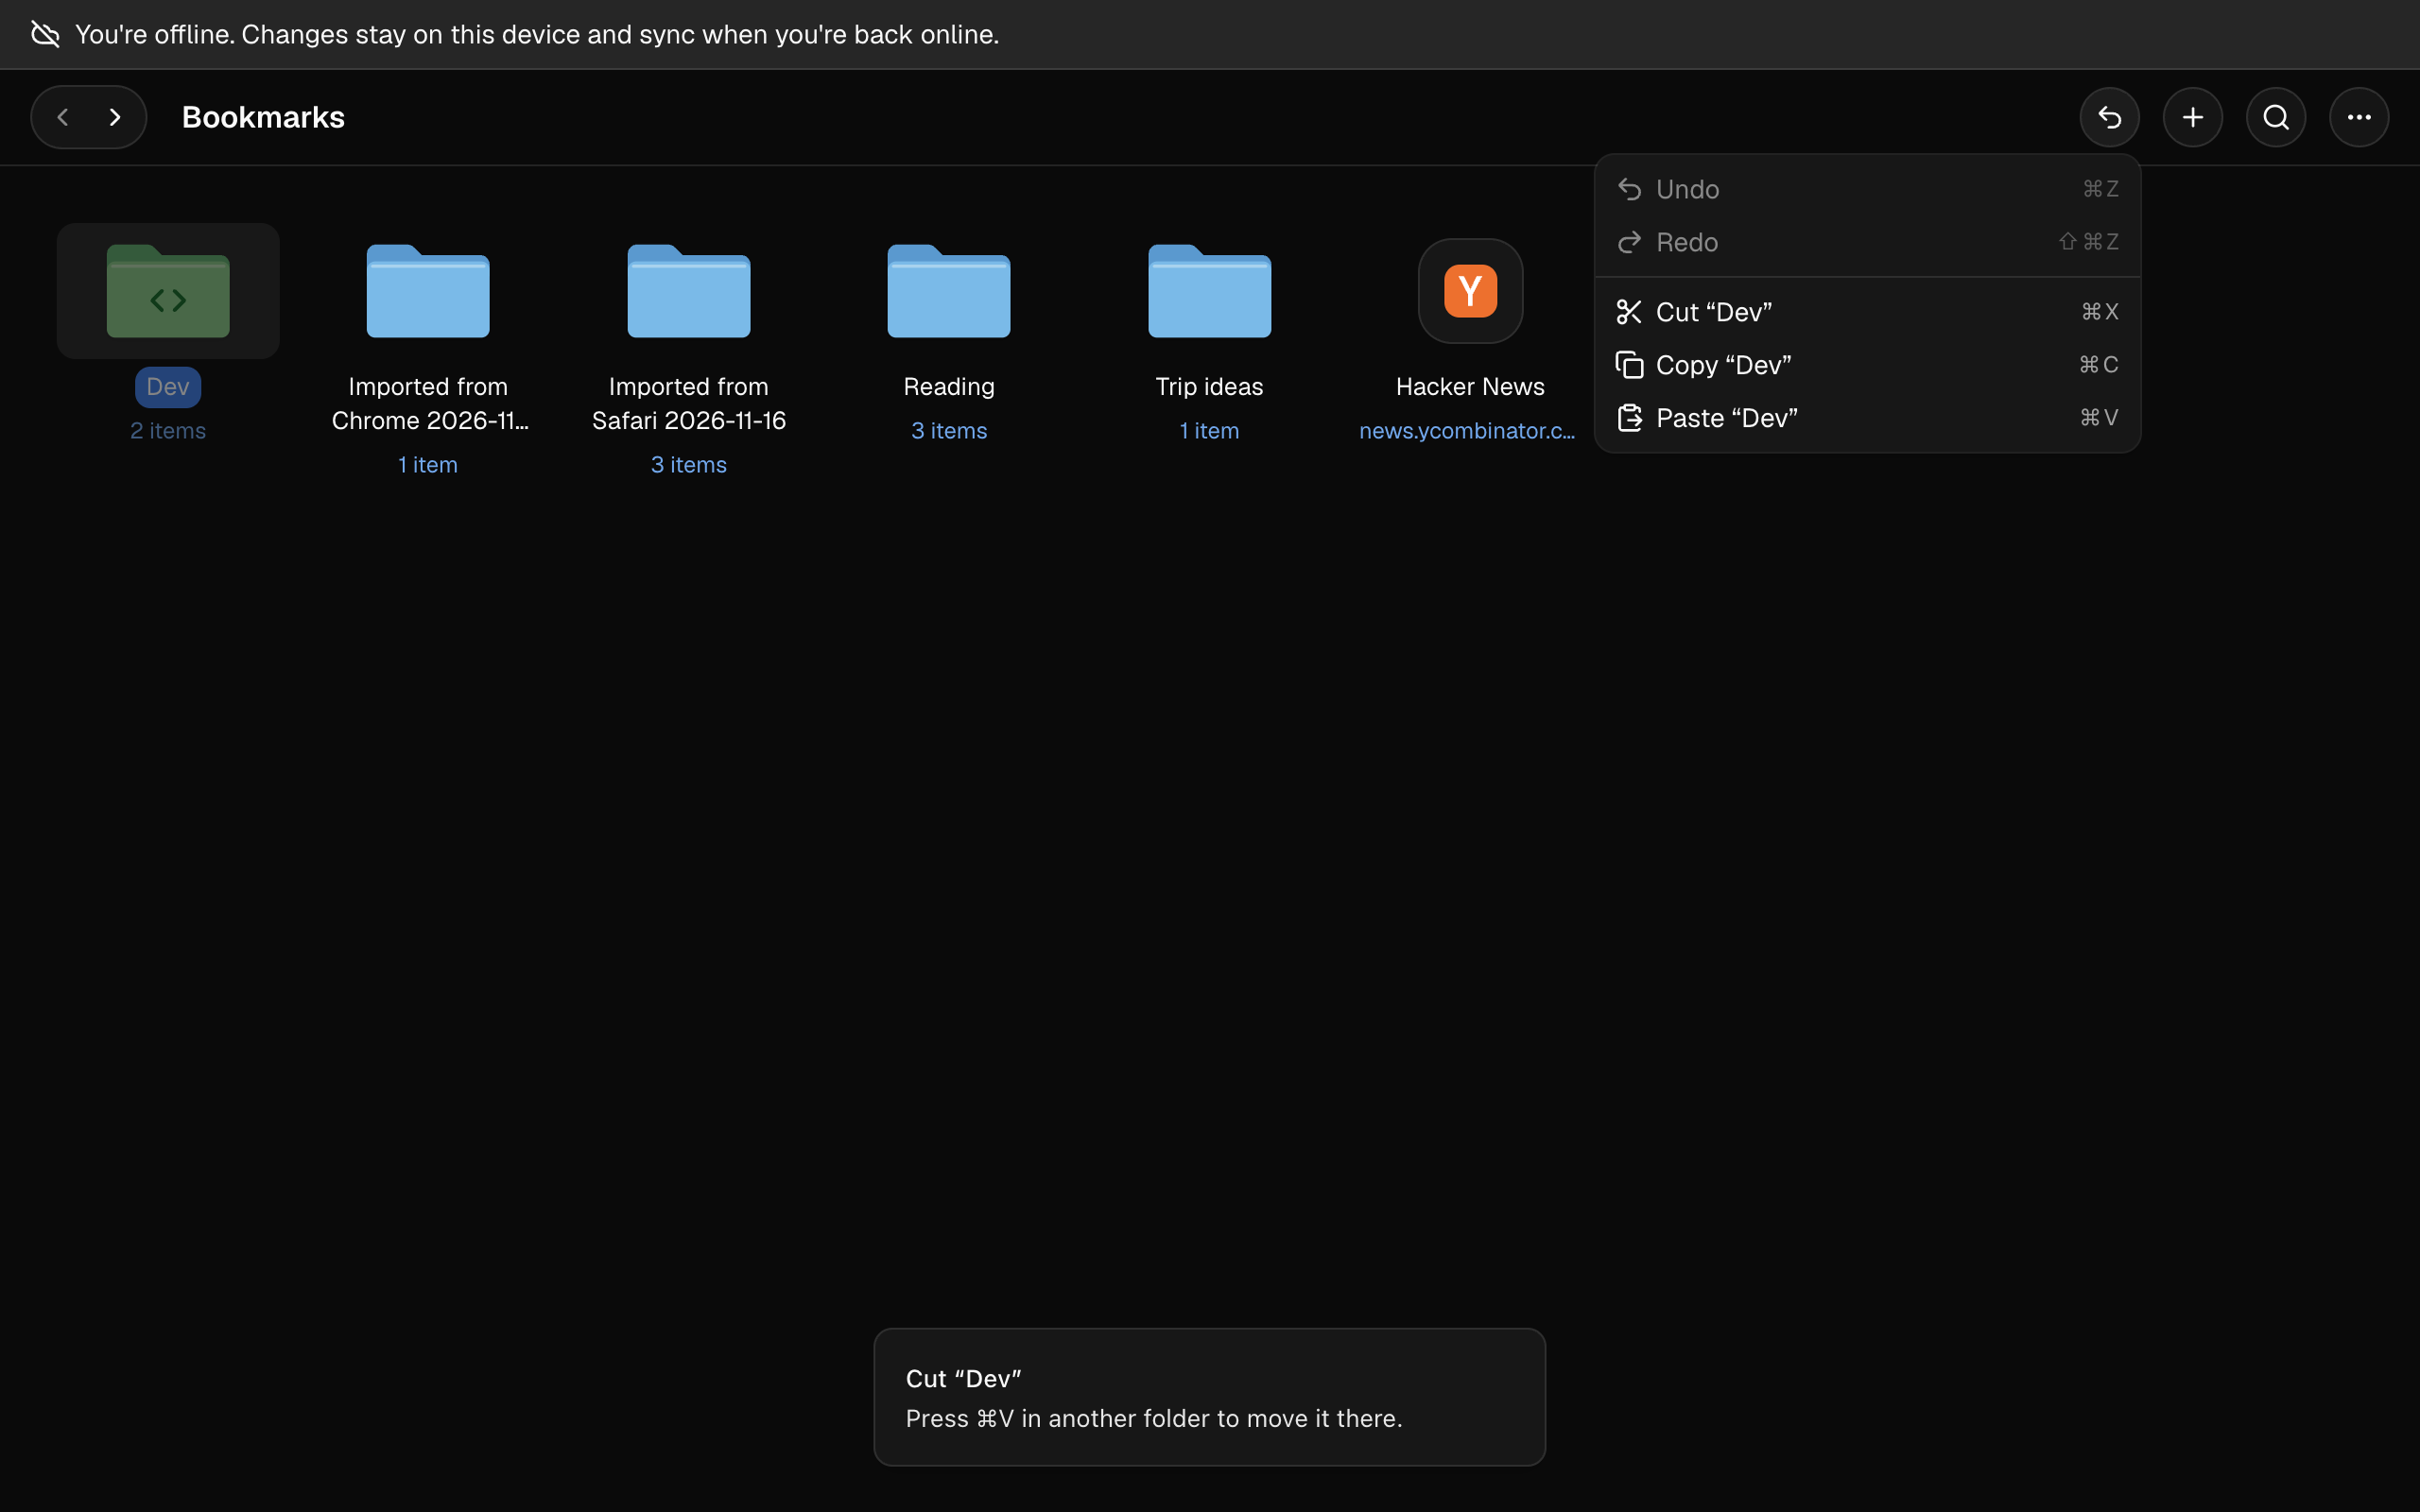 You're offline. Changes stay on this device and sync when you're back online.
Bookmarks
Undo ⌘Z
Redo ⇧⌘Z
Cut “Dev” ⌘X
Copy “Dev” ⌘C
Paste “Dev” ⌘V
Dev
2 items
Imported from
Chrome 2026-11...
1 item
Imported from
Safari 2026-11-16
3 items
Reading
3 items
Trip ideas
1 item
Y
Hacker News
news.ycombinator.c...
Cut “Dev”
Press ⌘V in another folder to move it there.